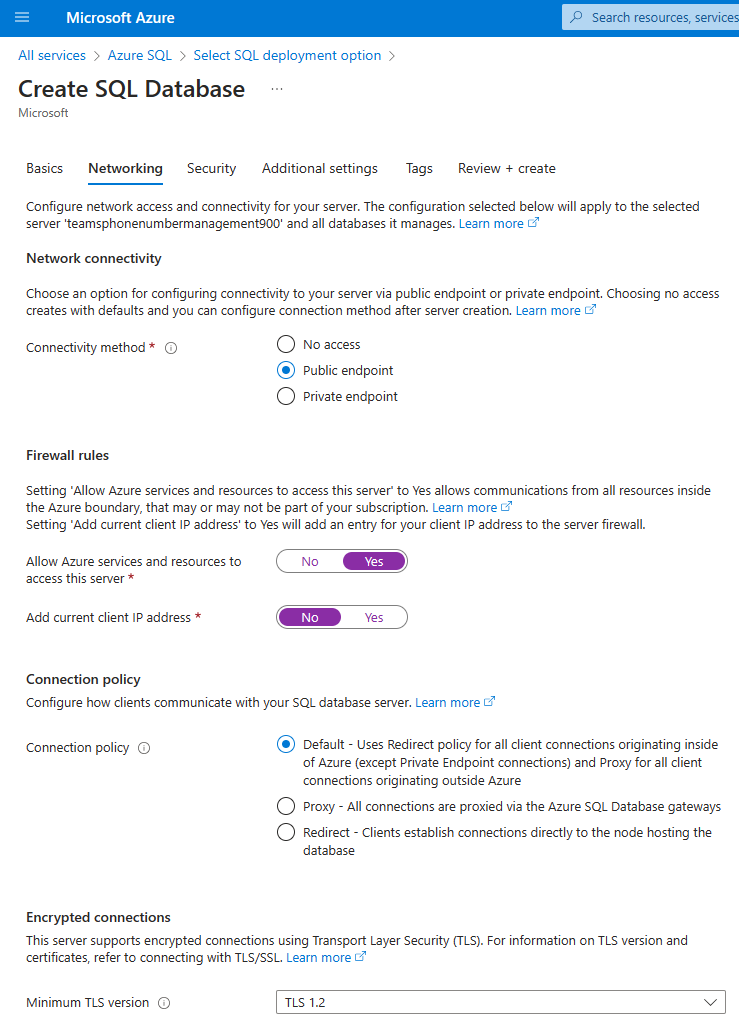 Microsoft Azure
Search resources, services
All services > Azure SQL > Select SQL deployment option >
Create SQL Database ...
Microsoft
Basics Networking Security Additional settings Tags Review + create
Configure network access and connectivity for your server. The configuration selected below will apply to the selected
server 'teamsphonenumbermanagement900' and all databases it manages. Learn more
Network connectivity
Choose an option for configuring connectivity to your server via public endpoint or private endpoint. Choosing no access
creates with defaults and you can configure connection method after server creation. Learn more
Connectivity method *
No access
Public endpoint
Private endpoint
Firewall rules
Setting 'Allow Azure services and resources to access this server' to Yes allows communications from all resources inside
the Azure boundary, that may or may not be part of your subscription. Learn more
Setting 'Add current client IP address' to Yes will add an entry for your client IP address to the server firewall.
Allow Azure services and resources to
access this server *
No Yes
Add current client IP address *
No Yes
Connection policy
Configure how clients communicate with your SQL database server. Learn more
Connection policy
Default - Uses Redirect policy for all client connections originating inside
of Azure (except Private Endpoint connections) and Proxy for all client
connections originating outside Azure
Proxy - All connections are proxied via the Azure SQL Database gateways
Redirect - Clients establish connections directly to the node hosting the
database
Encrypted connections
This server supports encrypted connections using Transport Layer Security (TLS). For information on TLS version and
certificates, refer to connecting with TLS/SSL. Learn more
Minimum TLS version
TLS 1.2